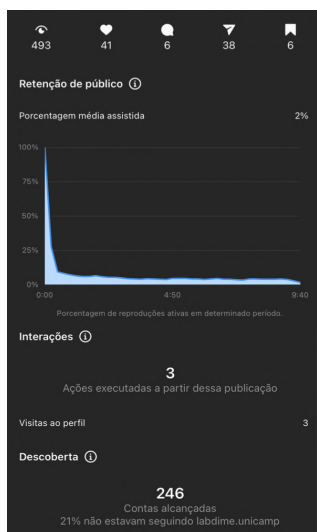 493 41 6 38 6
Retenção de público
Porcentagem média assistida 2%
100%
75%
50%
25%
0%
0:00 4:50 9:40
Porcentagem de reproduções ativas em determinado período.
Interações
3
Ações executadas a partir dessa publicação
Visitas ao perfil 3
Descoberta
246
Contas alcançadas
21% não estavam seguindo labdime.unicamp